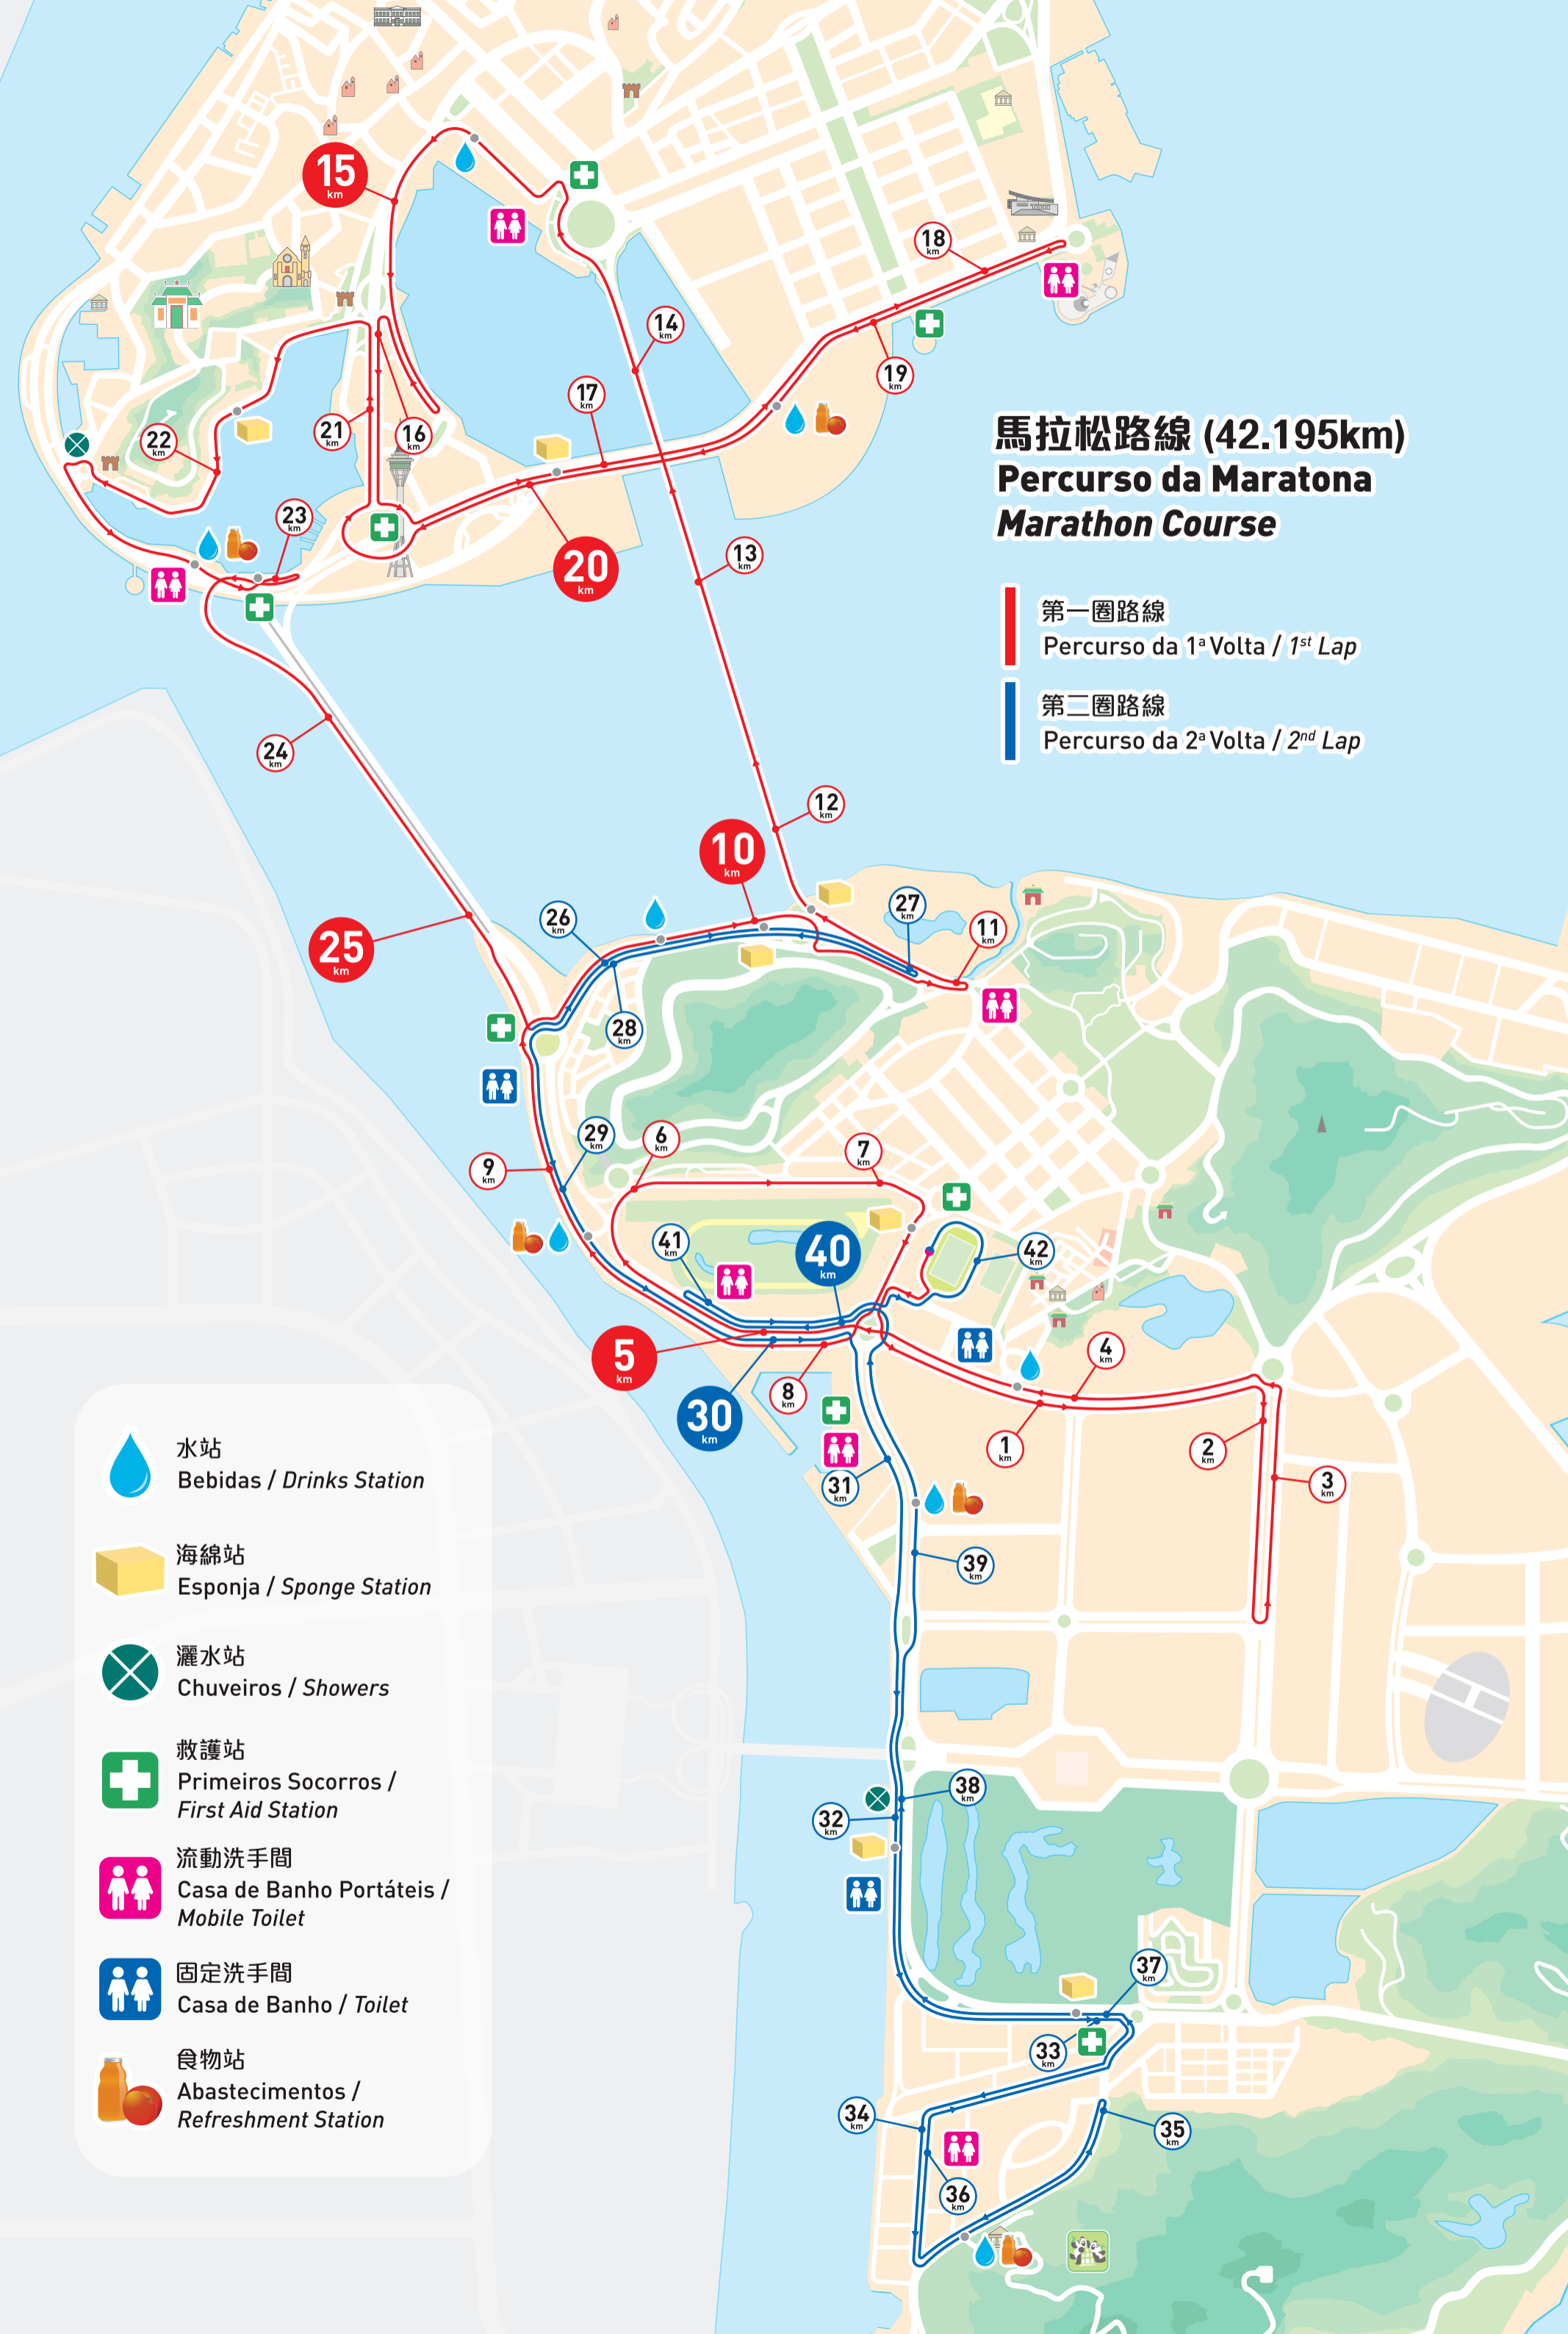 15
km
18
km
14
km
19
km
17
km
21
km
16
km
22
km
23
km
20
km
13
km
24
km
12
km
馬拉松路線 (42.195km)
Percurso da Maratona
Marathon Course
第一圈路線
Percurso da 1ª Volta / 1st Lap
第二圈路線
Percurso da 2ª Volta / 2nd Lap
10
km
27
km
26
km
11
km
25
km
28
km
29
km
6
km
7
km
9
km
41
km
40
km
42
km
5
km
4
km
8
km
30
km
1
km
2
km
3
km
31
km
39
km
38
km
32
km
37
km
33
km
34
km
35
km
36
km
水站
Bebidas / Drinks Station
海綿站
Esponja / Sponge Station
灑水站
Chuveiros / Showers
救護站
Primeiros Socorros /
First Aid Station
流動洗手間
Casa de Banho Portáteis /
Mobile Toilet
固定洗手間
Casa de Banho / Toilet
食物站
Abastecimentos /
Refreshment Station